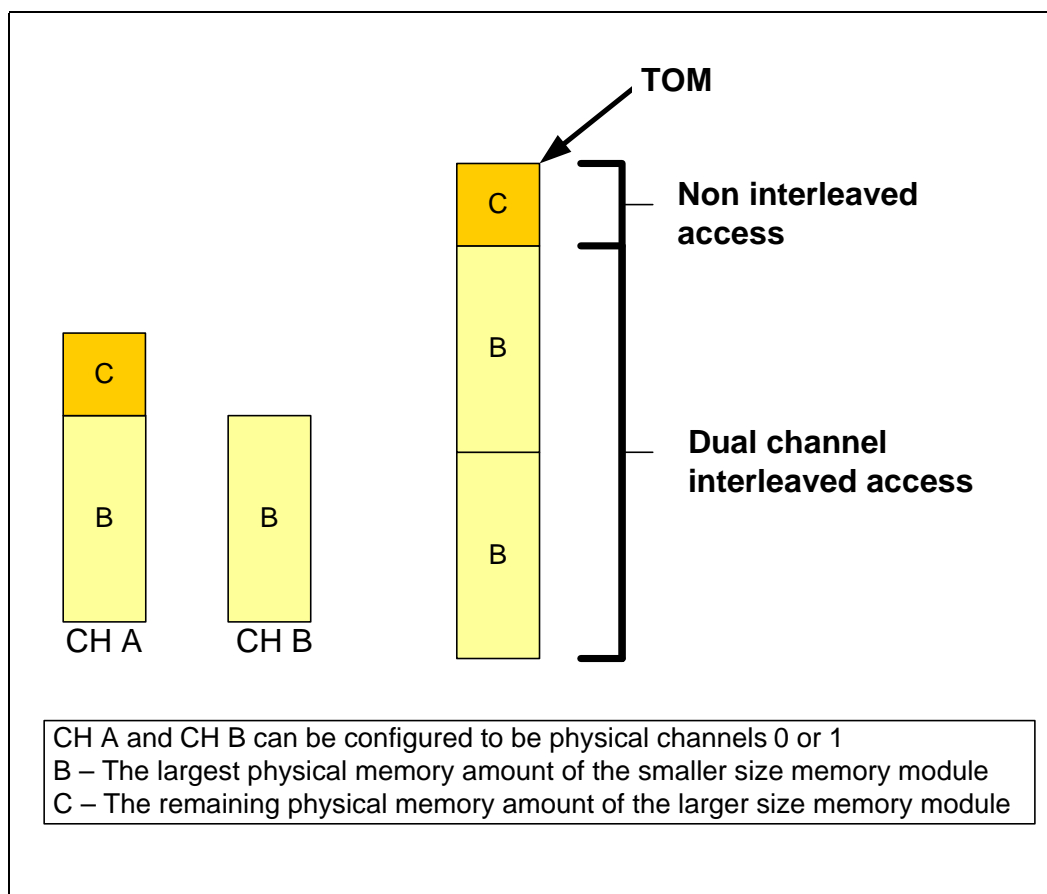 TOM
C
Non interleaved
access
B
C
B
B
Dual channel
interleaved access
B
CH A
CH B
CH A and CH B can be configured to be physical channels 0 or 1
B – The largest physical memory amount of the smaller size memory module
C – The remaining physical memory amount of the larger size memory module